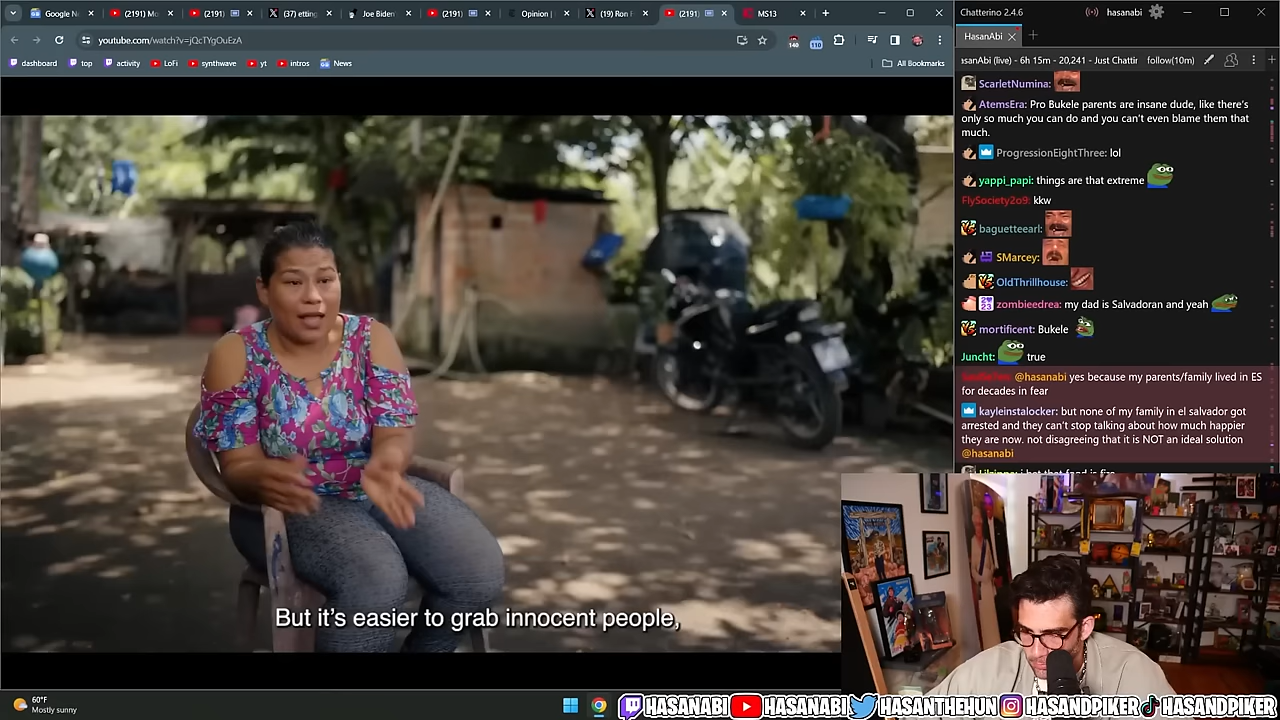 Google Ne
(2191) Mo
(2191)
(37) etting
Joe Biden'
(2191)
Opinion |
(19) Ron F
(2191)
MS13
youtube.com/watch?v=jQcTYgOuEzA
140
110
dashboard
top
activity
LoFi
synthwave
yt
intros
News
All Bookmarks
Chatterino 2.4.6
hasanabi
HasanAbi
asanAbi (live) - 6h 15m - 20,241 - Just Chattir
follow(10m)
ScarletNumina:
AtemsEra: Pro Bukele parents are insane dude, like there's
only so much you can do and you can't even blame them that
much.
ProgressionEightThree: lol
yappi_papi: things are that extreme
FlySociety2o9: kkw
baguetteearl:
SMarcey:
OldThrillhouse:
zombieedrea: my dad is Salvadoran and yeah
mortificent: Bukele
Juncht: true
@hasanabi yes because my parents/family lived in ES
for decades in fear
kayleinstalocker: but none of my family in el salvador got
arrested and they can't stop talking about how much happier
they are now. not disagreeing that it is NOT an ideal solution
@hasanabi
But it's easier to grab innocent people,
60°F
Mostly sunny
HASANABI
HASANABI
HASANTHEHUN
HASANDPIKER
HASANDPIKER